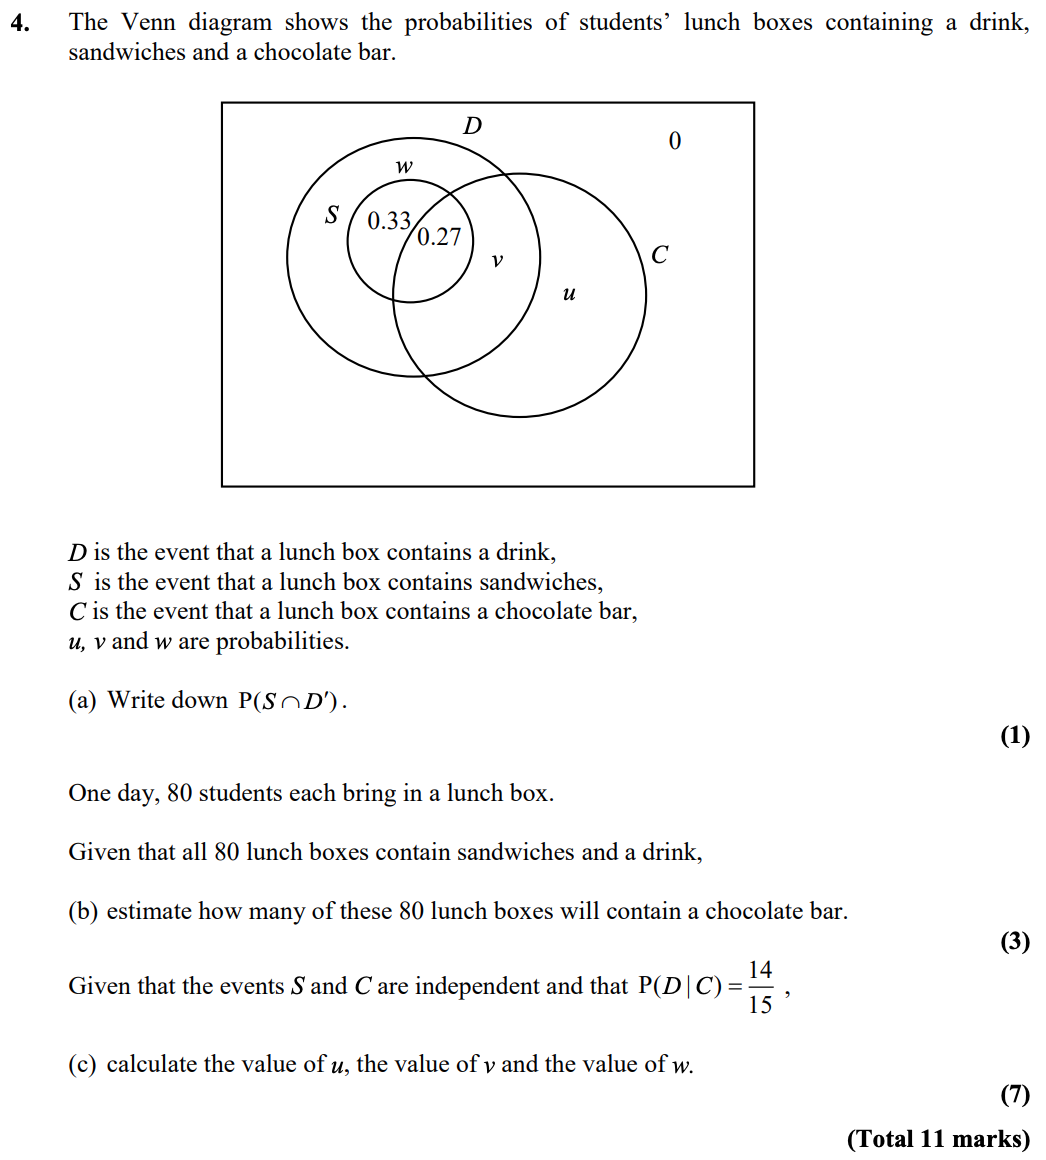 4. The Venn diagram shows the probabilities of students’ lunch boxes containing a drink,
sandwiches and a chocolate bar.
D
0
w
S
0.33
0.27
C
v
u
D is the event that a lunch box contains a drink,
S is the event that a lunch box contains sandwiches,
C is the event that a lunch box contains a chocolate bar,
u, v and w are probabilities.
(a) Write down P(S∩D′).
(1)
One day, 80 students each bring in a lunch box.
Given that all 80 lunch boxes contain sandwiches and a drink,
(b) estimate how many of these 80 lunch boxes will contain a chocolate bar.
(3)
Given that the events S and C are independent and that P(D|C) = 14/15,
(c) calculate the value of u, the value of v and the value of w.
(7)
(Total 11 marks)